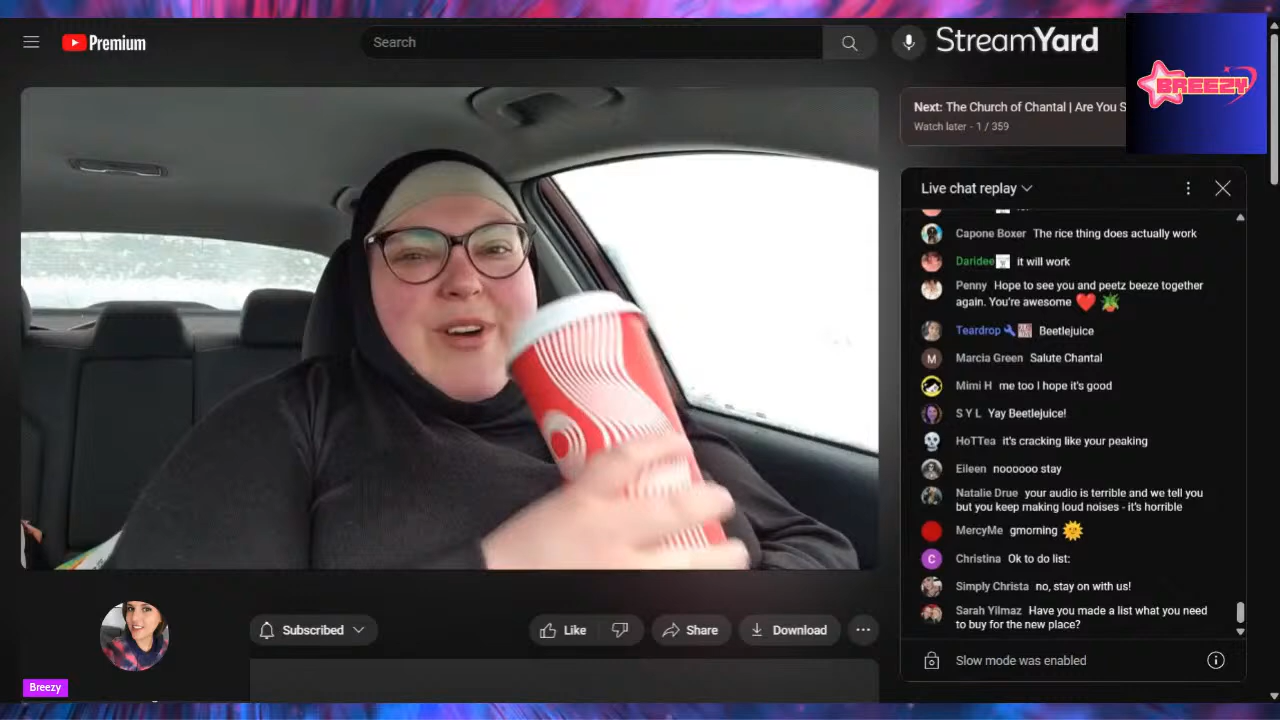 Premium
Search
StreamYard
BREEZY
Next: The Church of Chantal | Are You S
Watch later - 1 / 359
Live chat replay
Capone Boxer The rice thing does actually work
Daridee it will work
Penny Hope to see you and peetz beeze together
again. You're awesome
Teardrop Beetlejuice
Marcia Green Salute Chantal
M
Mimi H me too I hope it's good
S Y L Yay Beetlejuice!
HoTTea it's cracking like your peaking
Eileen noooooo stay
Natalie Drue your audio is terrible and we tell you
but you keep making loud noises - it's horrible
MercyMe gmorning
C
Christina Ok to do list:
Simply Christa no, stay on with us!
Sarah Yilmaz Have you made a list what you need
to buy for the new place?
Slow mode was enabled
Subscribed
Like
Share
Download
Breezy